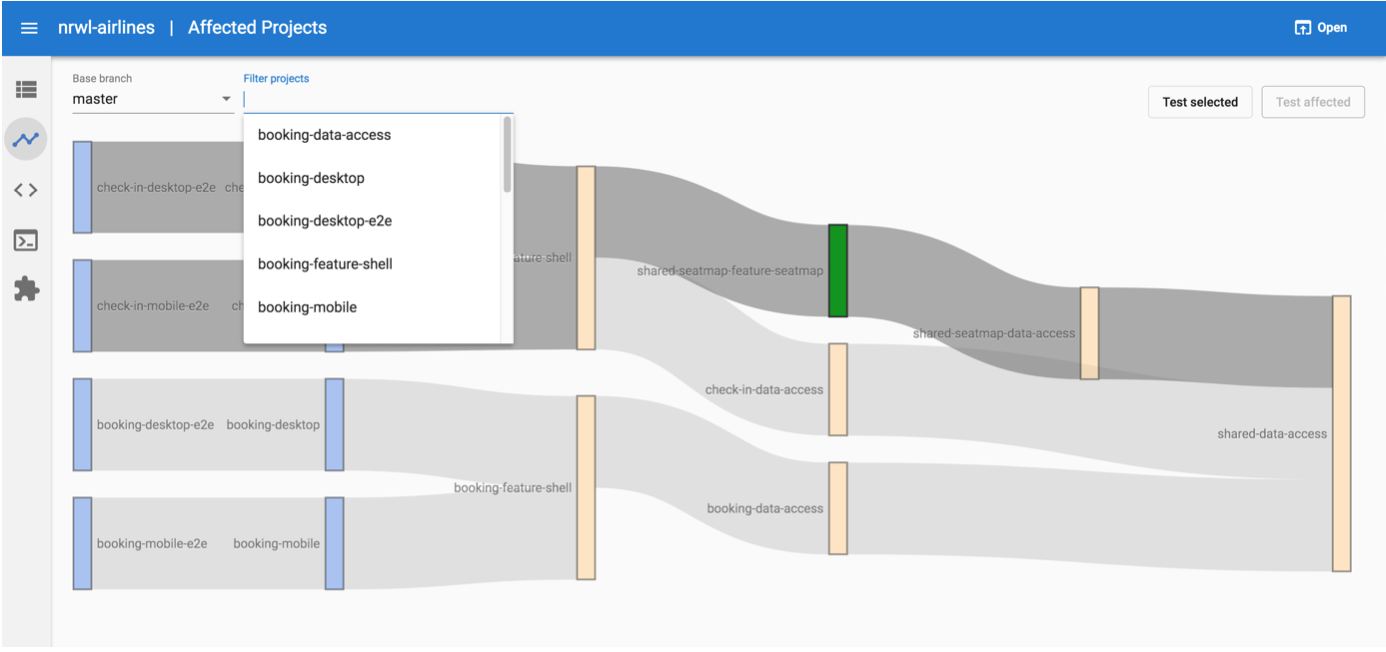 nrwl-airlines | Affected Projects
Open
Base branch
master
Filter projects
Test selected
Test affected
booking-data-access
booking-desktop
booking-desktop-e2e
booking-feature-shell
booking-mobile
check-in-desktop-e2e
che
ature-shell
shared-seatmap-feature-seatmap
check-in-mobile-e2e
ch
shared-seatmap-data-access
check-in-data-access
booking-desktop-e2e
booking-desktop
shared-data-access
booking-feature-shell
booking-data-access
booking-mobile-e2e
booking-mobile